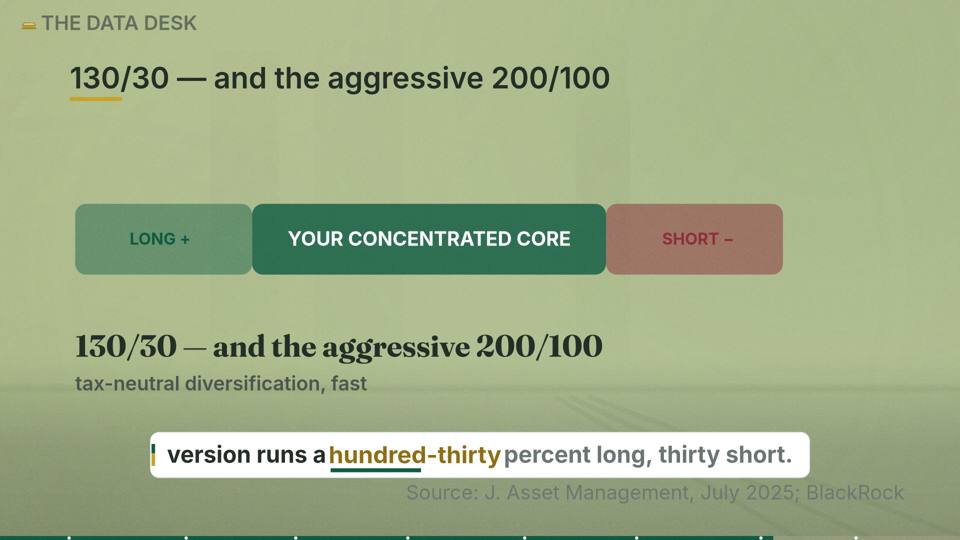 THE DATA DESK
130/30 — and the aggressive 200/100
LONG + YOUR CONCENTRATED CORE SHORT –
130/30 — and the aggressive 200/100
tax-neutral diversification, fast
version runs a hundred-thirty percent long, thirty short.
Source: J. Asset Management, July 2025; BlackRock